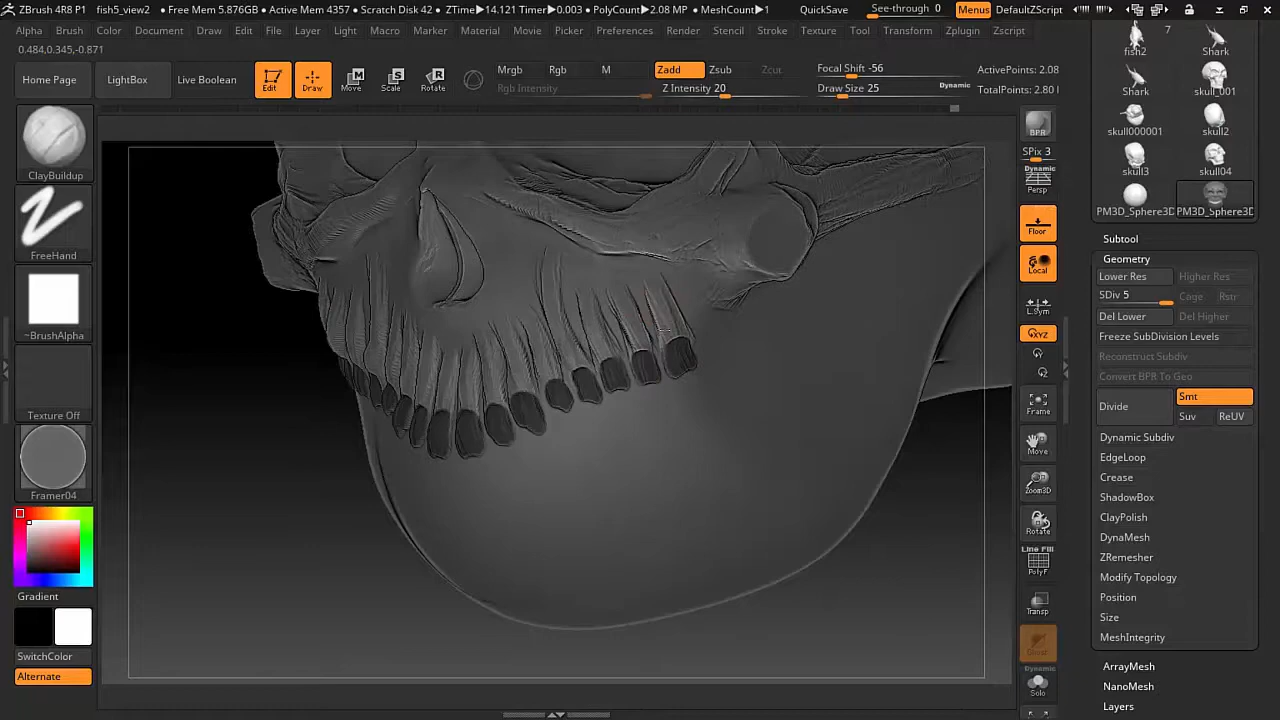 ZBrush 4R8 P1 fish5_view2 • Free Mem 5.876GB • Active Mem 4357 • Scratch Disk 42 • ZTime▶14.121 Timer▶0.003 • PolyCount▶2.08 MP • MeshCount▶1 QuickSave See-through 0 Menus DefaultZScript
Alpha Brush Color Document Draw Edit File Layer Light Macro Marker Material Movie Picker Preferences Render Stencil Stroke Texture Tool Transform Zplugin Zscript
0.484,0.345,-0.871
Home Page LightBox Live Boolean Edit Draw Move Scale Rotate
Mrgb Rgb M Zadd Zsub Zcut Focal Shift -56 ActivePoints: 2.08
Rgb Intensity Z Intensity 20 Draw Size 25 Dynamic TotalPoints: 2.80
ClayBuildup
FreeHand
~BrushAlpha
Texture Off
Framer04
Gradient
SwitchColor
Alternate
BPR
SPix 3
Dynamic
Persp
Floor
Local
L.Sym
XYZ
Frame
Move
Zoom3D
Rotate
Line Fill
PolyF
Transp
Ghost
Dynamic
Solo
fish2 7 Shark
Shark skull_001
skull000001 skull2
skull3 skull04
PM3D_Sphere3D PM3D_Sphere3D
Subtool
Geometry
Lower Res Higher Res
SDiv 5 Cage Rstr
Del Lower Del Higher
Freeze SubDivision Levels
Reconstruct Subdiv
Convert BPR To Geo
Divide Smt
Suv ReUV
Dynamic Subdiv
EdgeLoop
Crease
ShadowBox
ClayPolish
DynaMesh
ZRemesher
Modify Topology
Position
Size
MeshIntegrity
ArrayMesh
NanoMesh
Layers